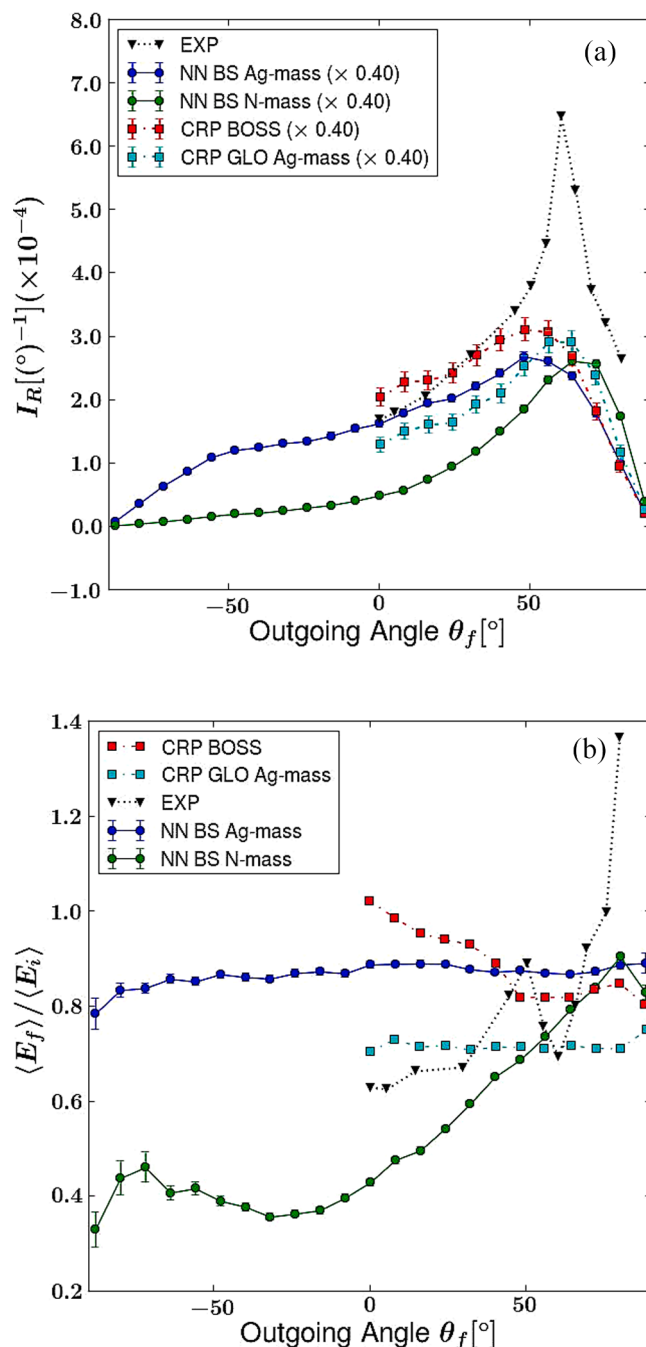 8.0
(a)
EXP
7.0
NN BS Ag-mass (× 0.40)
NN BS N-mass (× 0.40)
6.0
CRP BOSS (× 0.40)
CRP GLO Ag-mass (× 0.40)
5.0
4.0
3.0
2.0
1.0
0.0
−1.0
I_R[(°)⁻¹](×10⁻⁴)
−50
0
50
Outgoing Angle θ_f[°]
1.4
(b)
CRP BOSS
CRP GLO Ag-mass
EXP
1.2
NN BS Ag-mass
NN BS N-mass
1.0
0.8
0.6
0.4
0.2
⟨E_f⟩/⟨E_i⟩
−50
0
50
Outgoing Angle θ_f[°]